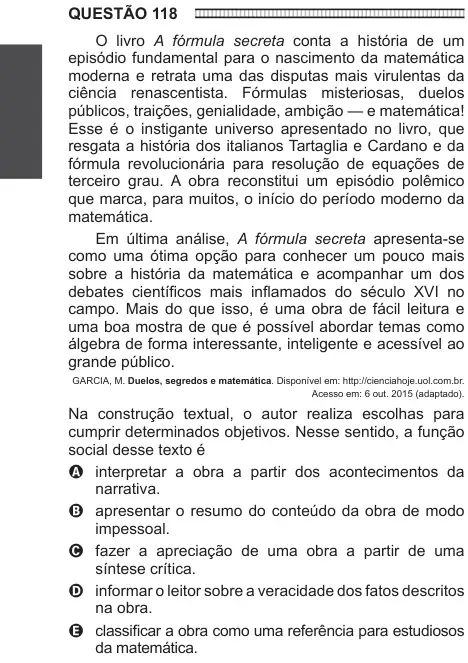 QUESTÃO 118
O livro A fórmula secreta conta a história de um
episódio fundamental para o nascimento da matemática
moderna e retrata uma das disputas mais virulentas da
ciência renascentista. Fórmulas misteriosas, duelos
públicos, traições, genialidade, ambição — e matemática!
Esse é o instigante universo apresentado no livro, que
resgata a história dos italianos Tartaglia e Cardano e da
fórmula revolucionária para resolução de equações de
terceiro grau. A obra reconstitui um episódio polêmico
que marca, para muitos, o início do período moderno da
matemática.
Em última análise, A fórmula secreta apresenta-se
como uma ótima opção para conhecer um pouco mais
sobre a história da matemática e acompanhar um dos
debates científicos mais inflamados do século XVI no
campo. Mais do que isso, é uma obra de fácil leitura e
uma boa mostra de que é possível abordar temas como
álgebra de forma interessante, inteligente e acessível ao
grande público.
GARCIA, M. Duelos, segredos e matemática. Disponível em: http://cienciahoje.uol.com.br.
Acesso em: 6 out. 2015 (adaptado).
Na construção textual, o autor realiza escolhas para
cumprir determinados objetivos. Nesse sentido, a função
social desse texto é
A interpretar a obra a partir dos acontecimentos da
narrativa.
B apresentar o resumo do conteúdo da obra de modo
impessoal.
C fazer a apreciação de uma obra a partir de uma
síntese crítica.
D informar o leitor sobre a veracidade dos fatos descritos
na obra.
E classificar a obra como uma referência para estudiosos
da matemática.